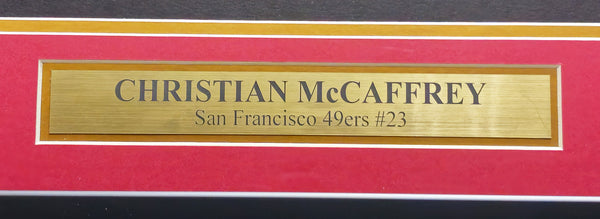 CHRISTIAN McCAFFREY
San Francisco 49ers #23